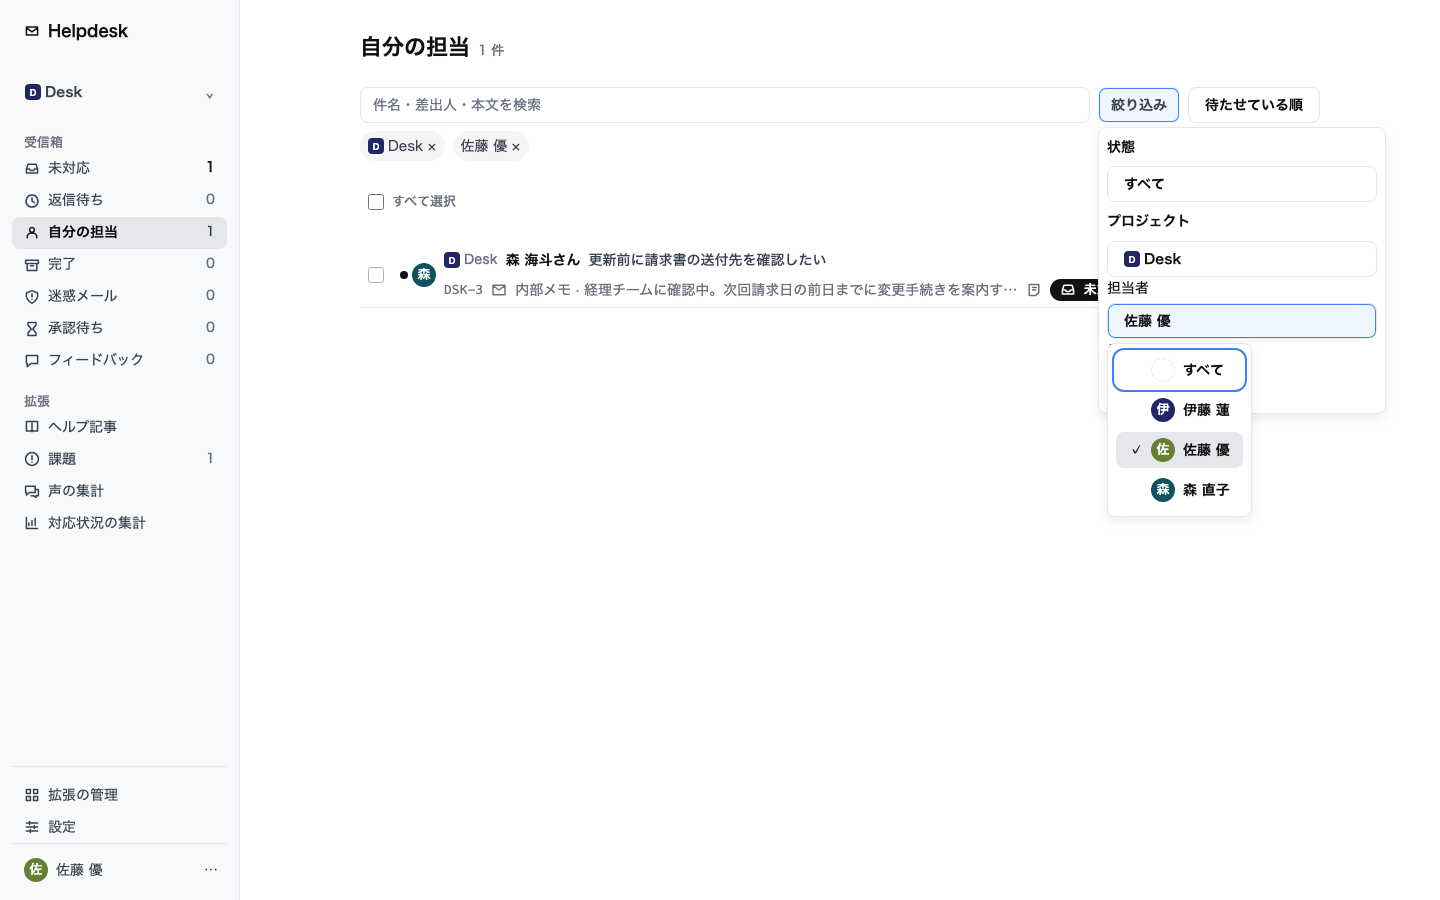 Helpdesk
D Desk
受信箱
未対応 1
返信待ち 0
自分の担当 1
完了 0
迷惑メール 0
承認待ち 0
フィードバック 0
拡張
ヘルプ記事
課題 1
声の集計
対応状況の集計
拡張の管理
設定
佐 佐藤 優 …
自分の担当 1 件
件名・差出人・本文を検索
絞り込み
待たせている順
D Desk ×
佐藤 優 ×
すべて選択
森
D Desk 森 海斗さん 更新前に請求書の送付先を確認したい
DSK-3 内部メモ · 経理チームに確認中。次回請求日の前日までに変更手続きを案内す…
状態
すべて
プロジェクト
D Desk
担当者
佐藤 優
すべて
伊 伊藤 蓮
✓ 佐 佐藤 優
森 森 直子